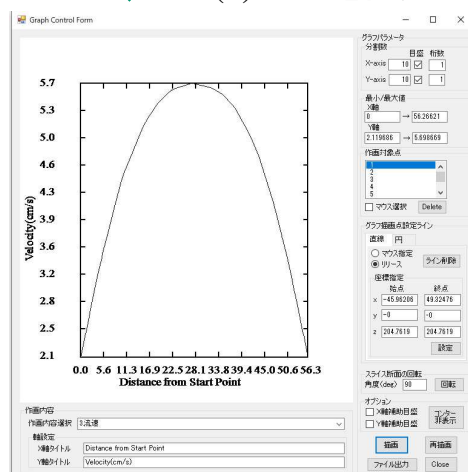 Graph Control Form
グラフパラメータ
分割数
目盛 桁数
X-axis 10 1
Y-axis 10 1
最小/最大値
X軸
0 → 56.26621
Y軸
2.119686 → 5.698669
作画対象点
1
2
3
4
5
マウス選択 Delete
グラフ描画点設定ライン
直線 円
マウス指定
リリース ライン削除
座標指定
始点 終点
x -45.96206 49.32476
y -0 -0
z 204.7619 204.7619
設定
スライス断面の回転
角度(deg) 90 回転
オプション
X軸補助目盛
Y軸補助目盛
コンター
非表示
描画 再描画
ファイル出力 Close
5.7
5.3
5.0
4.6
4.3
3.9
3.6
3.2
2.8
2.5
2.1
Velocity(cm/s)
0.0 5.6 11.3 16.9 22.5 28.1 33.8 39.4 45.0 50.6 56.3
Distance from Start Point
作画内容
作画内容選択 3:流速
軸設定
X軸タイトル Distance from Start Point
Y軸タイトル Velocity(cm/s)